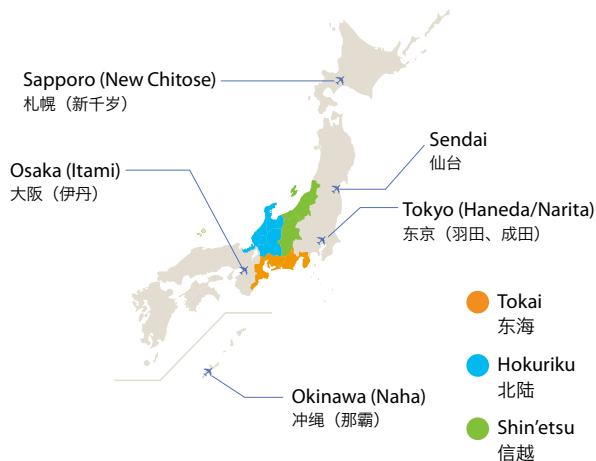 Sapporo (New Chitose)
札幌（新千岁）
Sendai
仙台
Osaka (Itami)
大阪（伊丹）
Tokyo (Haneda/Narita)
东京（羽田、成田）
Tokai
东海
Hokuriku
北陆
Okinawa (Naha)
冲绳（那霸）
Shin'etsu
信越